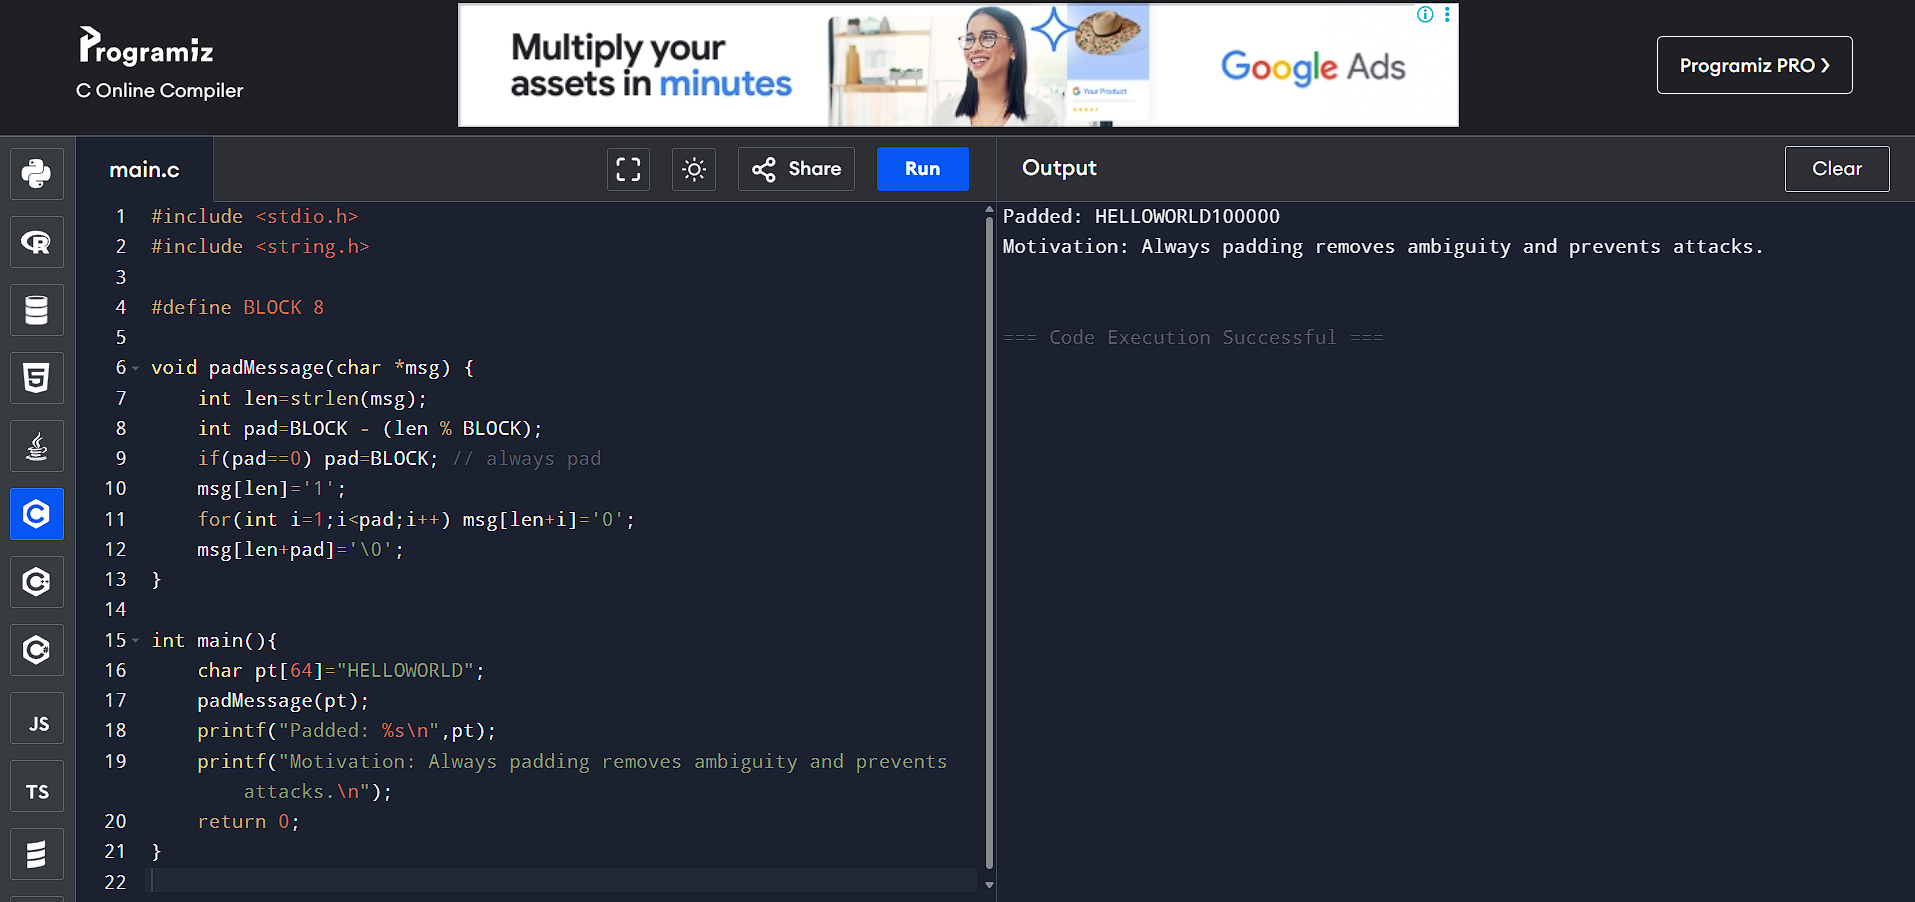 Programiz
C Online Compiler
Multiply your
assets in minutes
Your Product
Google Ads
Programiz PRO
main.c
Share
Run
Output
Clear
1 #include <stdio.h>
2 #include <string.h>
3
4 #define BLOCK 8
5
6 void padMessage(char *msg) {
7 int len=strlen(msg);
8 int pad=BLOCK - (len % BLOCK);
9 if(pad==0) pad=BLOCK; // always pad
10 msg[len]='1';
11 for(int i=1;i<pad;i++) msg[len+i]='0';
12 msg[len+pad]='\0';
13 }
14
15 int main(){
16 char pt[64]="HELLOWORLD";
17 padMessage(pt);
18 printf("Padded: %s\n",pt);
19 printf("Motivation: Always padding removes ambiguity and prevents
attacks.\n");
20 return 0;
21 }
22
Padded: HELLOWORLD100000
Motivation: Always padding removes ambiguity and prevents attacks.
=== Code Execution Successful ===
JS
TS